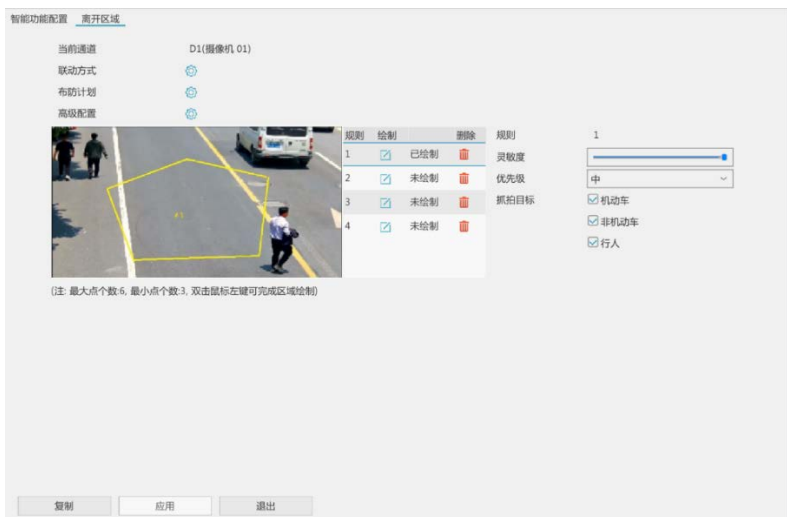 智能功能配置 离开区域
当前通道 D1(摄像机 01)
联动方式
布防计划
高级配置
规则 绘制 删除
1 已绘制
2 未绘制
3 未绘制
4 未绘制
#1
规则 1
灵敏度
优先级 中
抓拍目标 机动车
非机动车
行人
(注: 最大点个数:6, 最小点个数:3, 双击鼠标左键可完成区域绘制)
复制 应用 退出